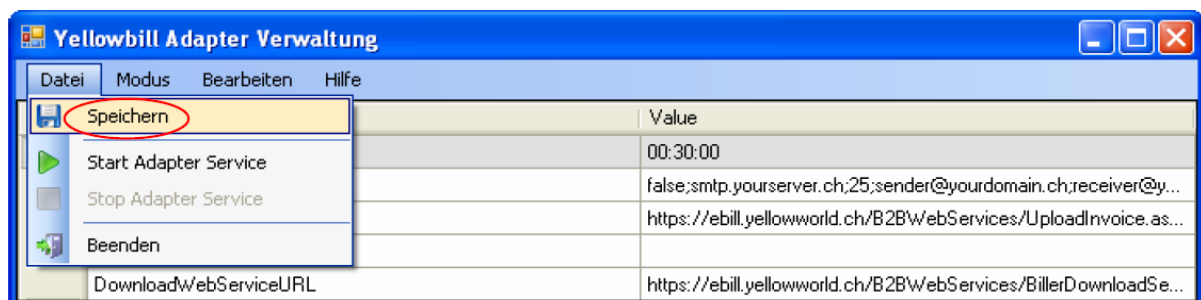 Yellowbill Adapter Verwaltung
Datei Modus Bearbeiten Hilfe
Speichern
Value
Start Adapter Service
00:30:00
Stop Adapter Service
false;smtp.yourserver.ch;25;sender@yourdomain.ch;receiver@y...
https://ebill.yellowworld.ch/B2BWebServices/UploadInvoice.as...
Beenden
DownloadWebServiceURL
https://ebill.yellowworld.ch/B2BWebServices/BillerDownloadSe...